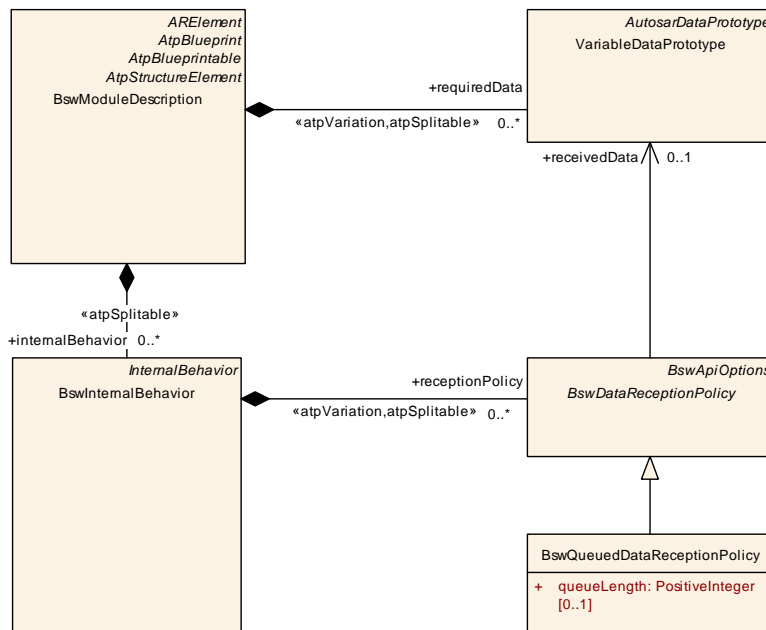 ARElement
AtpBlueprint
AtpBlueprintable
AtpStructureElement
BswModuleDescription
AutosarDataPrototype
VariableDataPrototype
+requiredData
«atpVariation,atpSplitable» 0..*
+receivedData 0..1
«atpSplitable»
+internalBehavior 0..*
InternalBehavior
BswInternalBehavior
+receptionPolicy
«atpVariation,atpSplitable» 0..*
BswApiOptions
BswDataReceptionPolicy
BswQueuedDataReceptionPolicy
+ queueLength: PositiveInteger
[0..1]